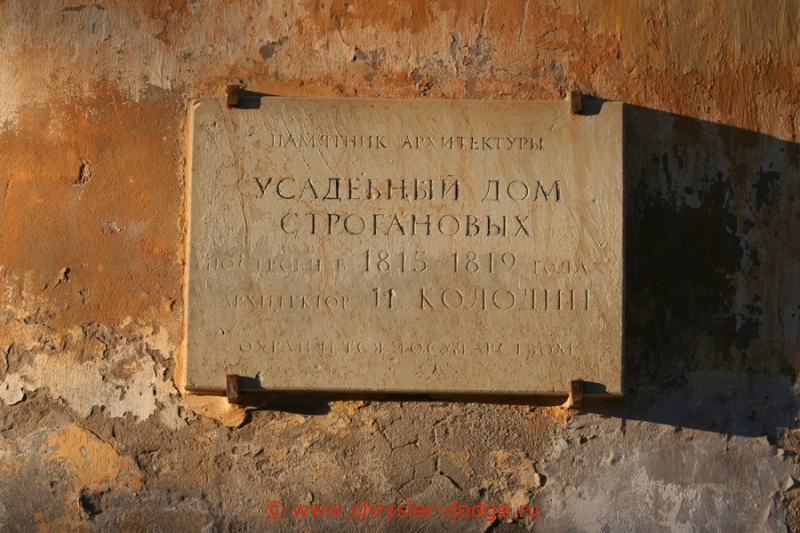 ПАМЯТНИК АРХИТЕКТУРЫ
УСАДЕБНЫЙ ДОМ
СТРОГАНОВЫХ
ПОСТРОЕН В 1815-1819 ГОДАХ
АРХИТЕКТОР И. КОЛОДИН
ОХРАНЯЕТСЯ ГОСУДАРСТВОМ
© www.chrysler-dodge.ru